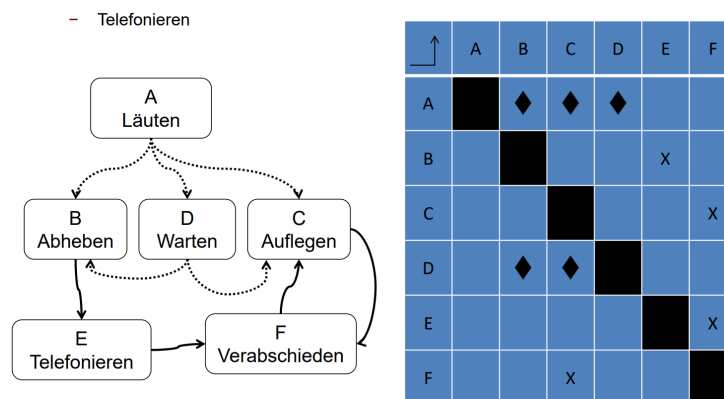 – Telefonieren
A
Läuten
B
Abheben
D
Warten
C
Auflegen
E
Telefonieren
F
Verabschieden
A B C D E F
A ♦ ♦ ♦
B X
C X
D ♦ ♦
E X
F X